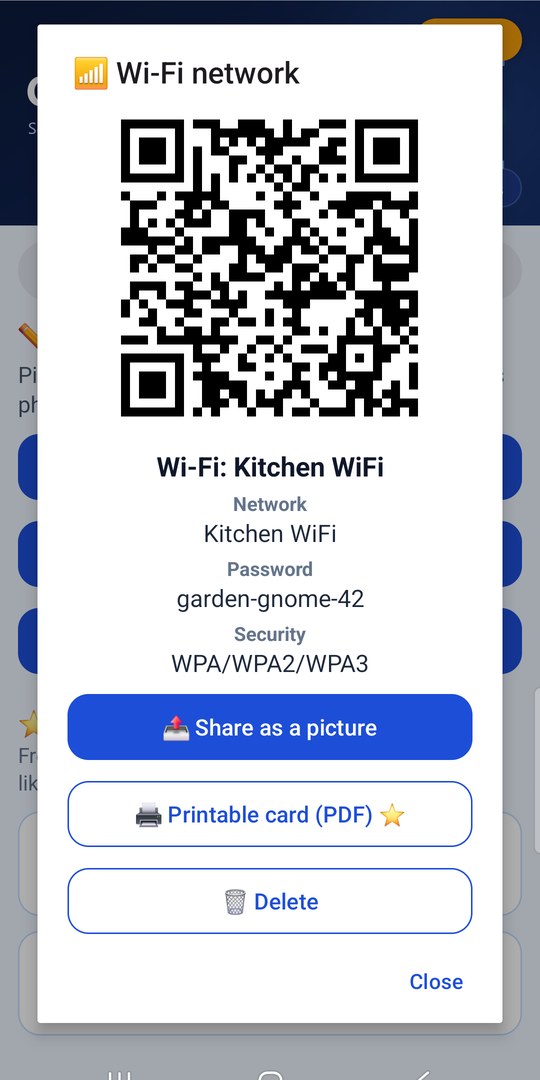 Wi-Fi network
Wi-Fi: Kitchen WiFi
Network
Kitchen WiFi
Password
garden-gnome-42
Security
WPA/WPA2/WPA3
Share as a picture
Printable card (PDF)
Delete
Close